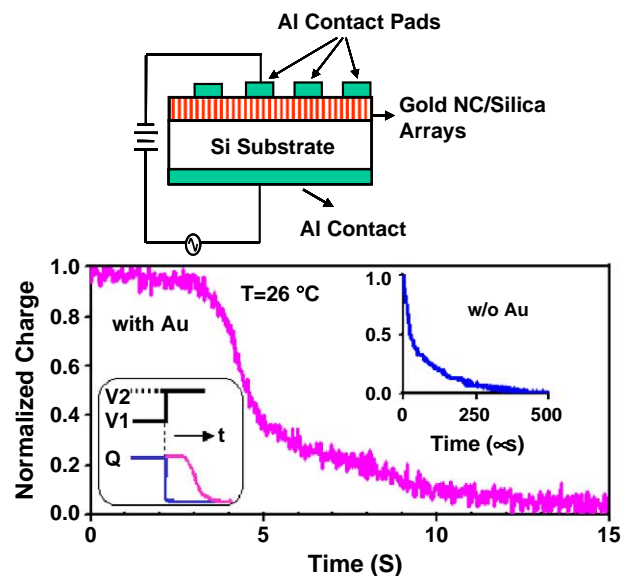 Al Contact Pads
Gold NC/Silica
Arrays
Si Substrate
Al Contact
Normalized Charge
1.0
0.8
0.6
0.4
0.2
0.0
with Au
T=26 °C
w/o Au
1.0
0.5
0.0
0 250 500
Time (∝s)
V2
V1
t
Q
0 5 10 15
Time (S)